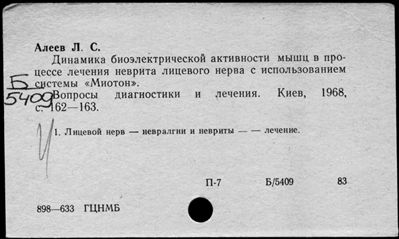 Алеев Л. С.
Динамика биоэлектрической активности мышц в про-
цессе лечения неврита лицевого нерва с использованием
системы «Миотон».
Б
5409
Вопросы диагностики и лечения. Киев, 1968,
с. 162—163.
1. Лицевой нерв — невралгии и невриты — — лечение.
П-7 Б/5409 83
898—633 ГЦНМБ